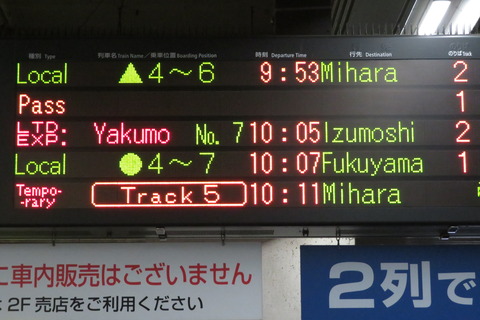 種別 Type 列車名/乗車位置 Train Name / Boarding Position 時刻 Departure Time 行先 Destination のりば Track
Local ▲4～6 9:53 Mihara 2
Pass 1
LTD. EXP. Yakumo No. 7 10:05 Izumoshi 2
Local ●4～7 10:07 Fukuyama 1
Tempo-
-rary Track 5 10:11 Mihara
に車内販売はございません
2F売店をご利用ください
2列で